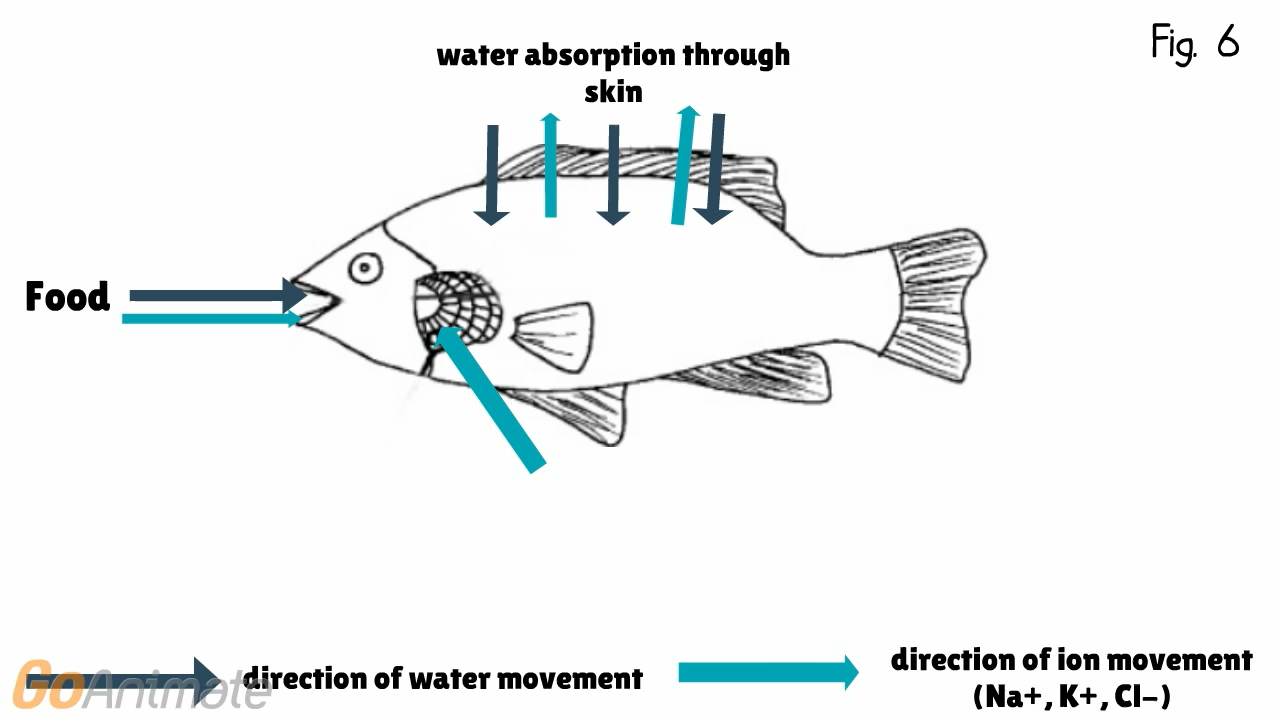 Fig. 6
water absorption through
skin
Food
GoAnimate
direction of water movement
direction of ion movement
(Na+, K+, Cl-)